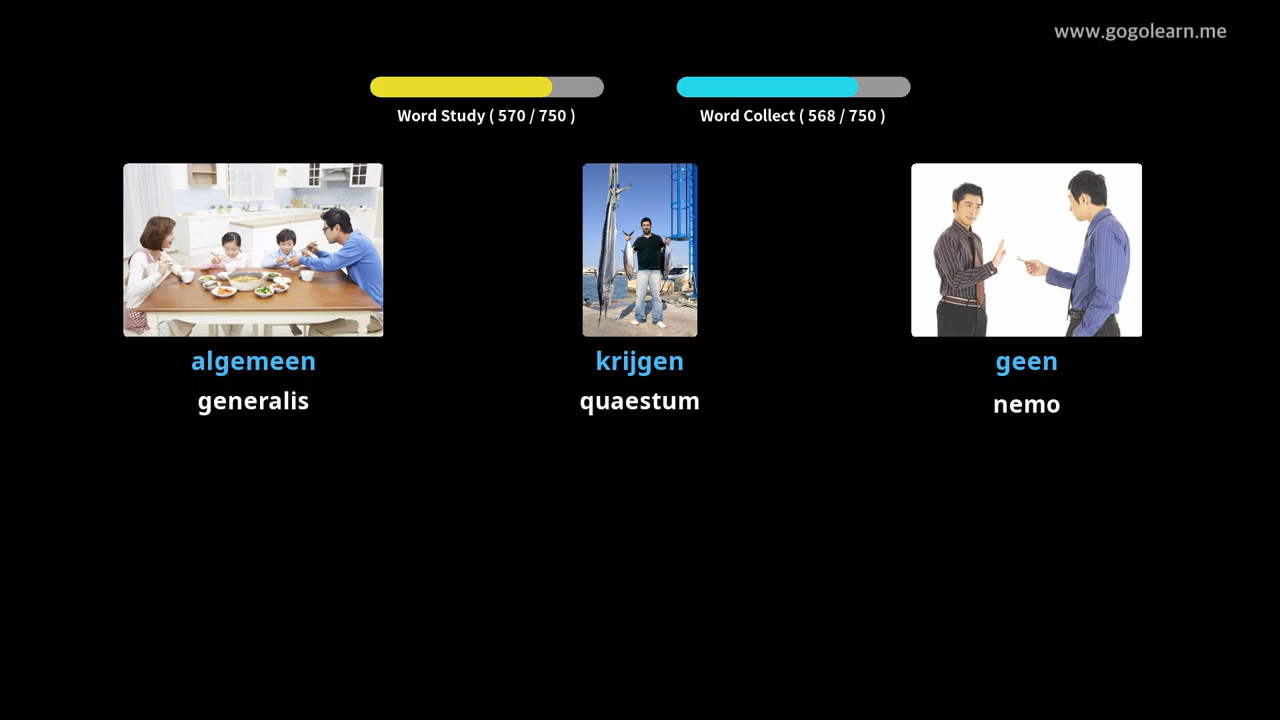 www.gogolearn.me
Word Study ( 570 / 750 )
Word Collect ( 568 / 750 )
algemeen
krijgen
geen
generalis
quaestum
nemo